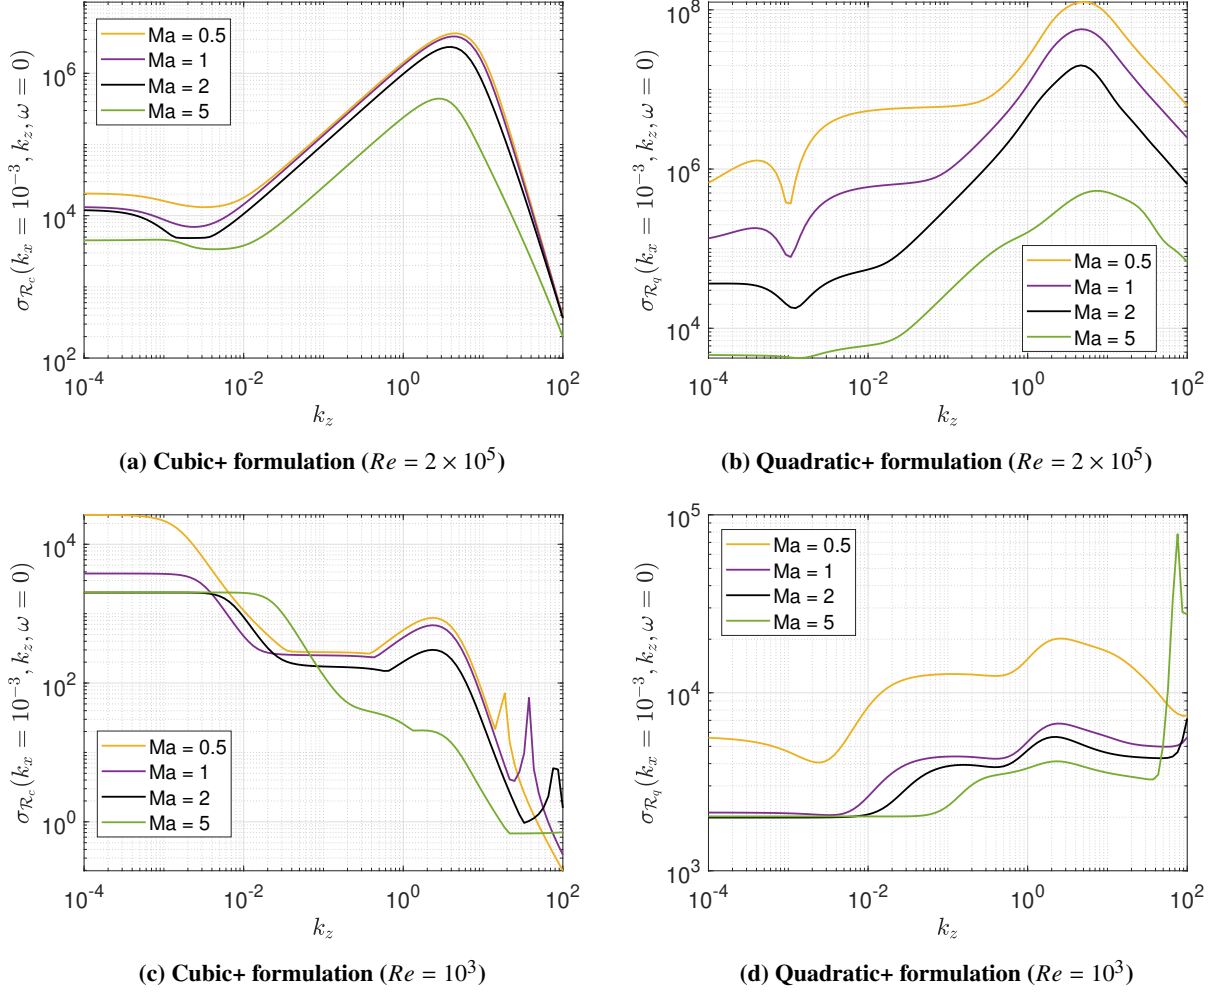 Ma = 0.5
Ma = 1
Ma = 2
Ma = 5
10^6
10^4
10^2
σ_{R_c}(k_x = 10^{-3}, k_z, ω = 0)
10^{-4} 10^{-2} 10^0 10^2
k_z
(a) Cubic+ formulation (Re = 2 × 10^5)
10^8
10^6
10^4
σ_{R_q}(k_x = 10^{-3}, k_z, ω = 0)
Ma = 0.5
Ma = 1
Ma = 2
Ma = 5
10^{-4} 10^{-2} 10^0 10^2
k_z
(b) Quadratic+ formulation (Re = 2 × 10^5)
10^4
10^2
10^0
σ_{R_c}(k_x = 10^{-3}, k_z, ω = 0)
Ma = 0.5
Ma = 1
Ma = 2
Ma = 5
10^{-4} 10^{-2} 10^0 10^2
k_z
(c) Cubic+ formulation (Re = 10^3)
10^5
10^4
10^3
σ_{R_q}(k_x = 10^{-3}, k_z, ω = 0)
Ma = 0.5
Ma = 1
Ma = 2
Ma = 5
10^{-4} 10^{-2} 10^0 10^2
k_z
(d) Quadratic+ formulation (Re = 10^3)